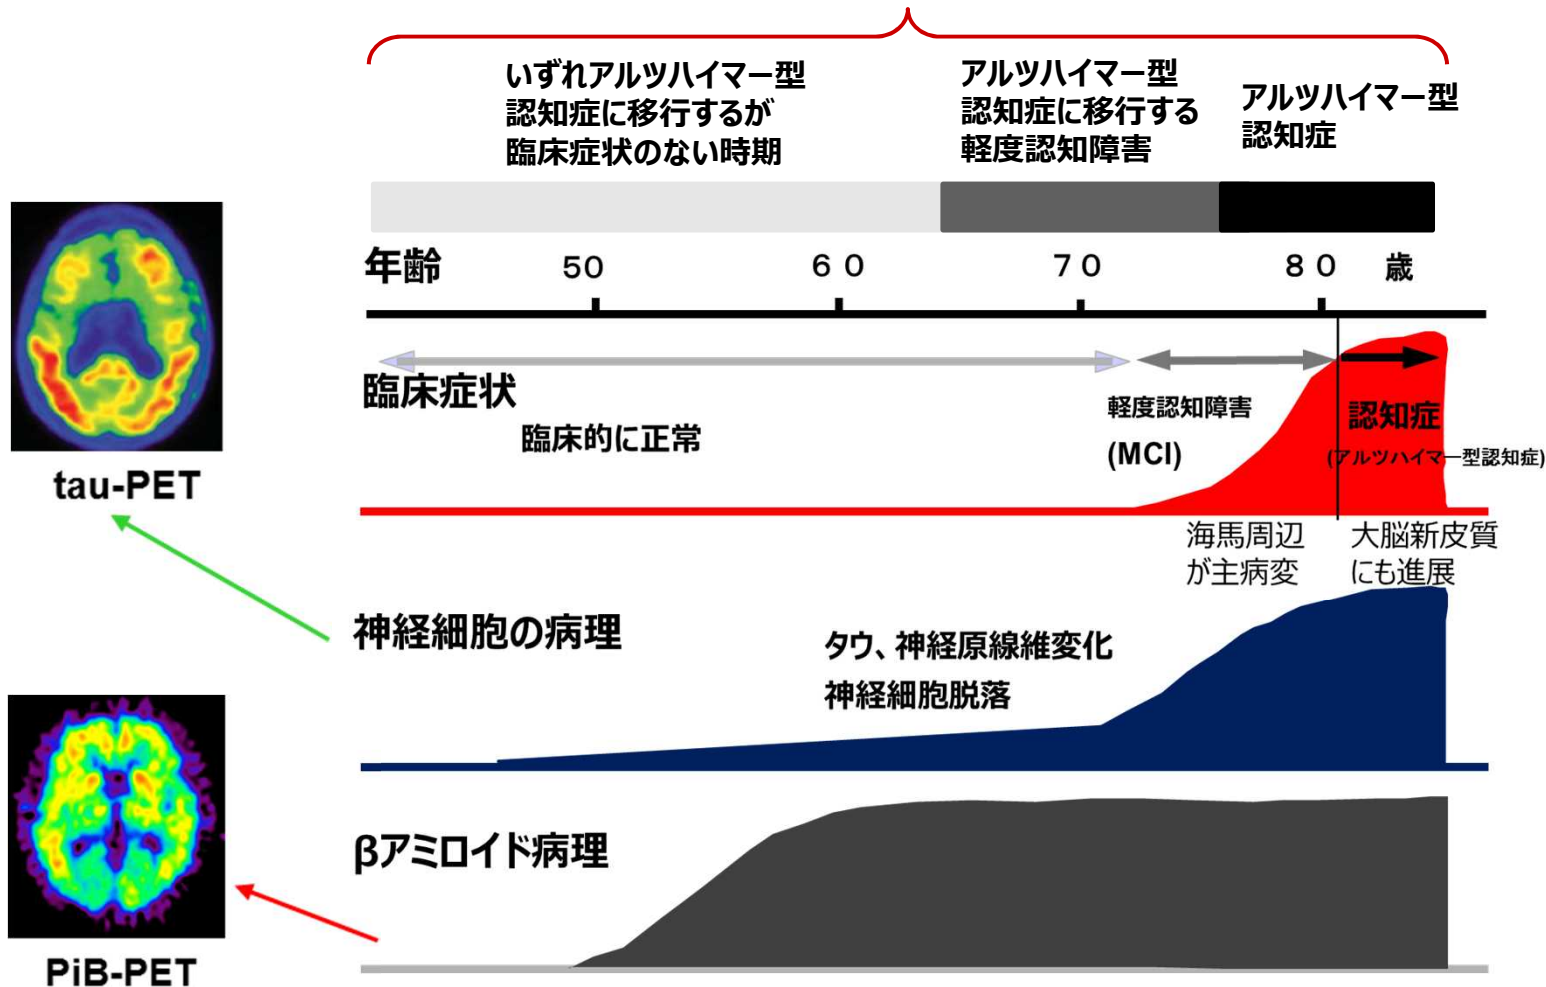 いずれアルツハイマー型
認知症に移行するが
臨床症状のない時期
アルツハイマー型
認知症に移行する
軽度認知障害
アルツハイマー型
認知症
年齢 50 60 70 80 歳
臨床症状
臨床的に正常
軽度認知障害
(MCI)
認知症
(アルツハイマー型認知症)
tau-PET
海馬周辺
が主病変
大脳新皮質
にも進展
神経細胞の病理
タウ、神経原線維変化
神経細胞脱落
βアミロイド病理
PiB-PET